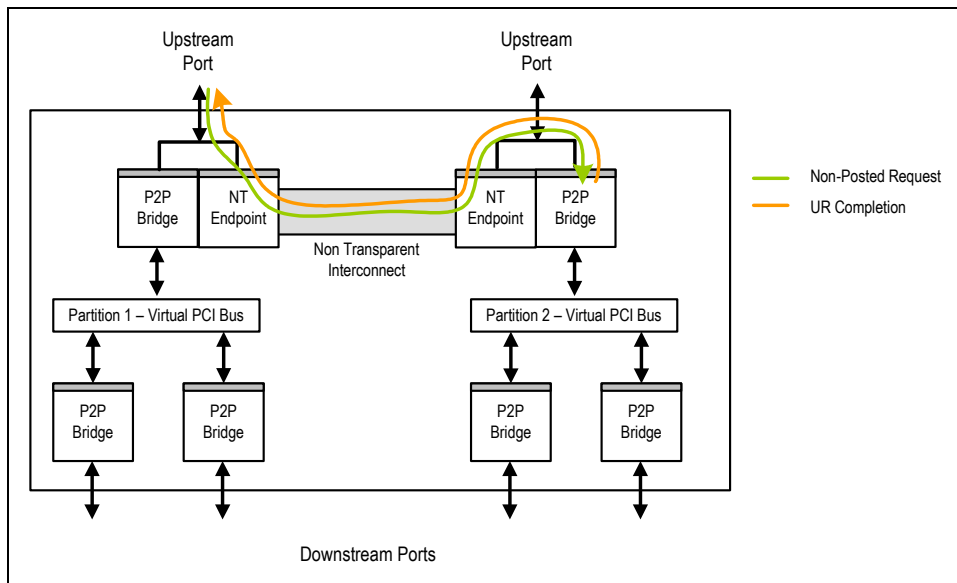 Upstream
Port
Upstream
Port
P2P
Bridge
NT
Endpoint
NT
Endpoint
P2P
Bridge
Non-Posted Request
UR Completion
Non Transparent
Interconnect
Partition 1 – Virtual PCI Bus
Partition 2 – Virtual PCI Bus
P2P
Bridge
P2P
Bridge
P2P
Bridge
P2P
Bridge
Downstream Ports